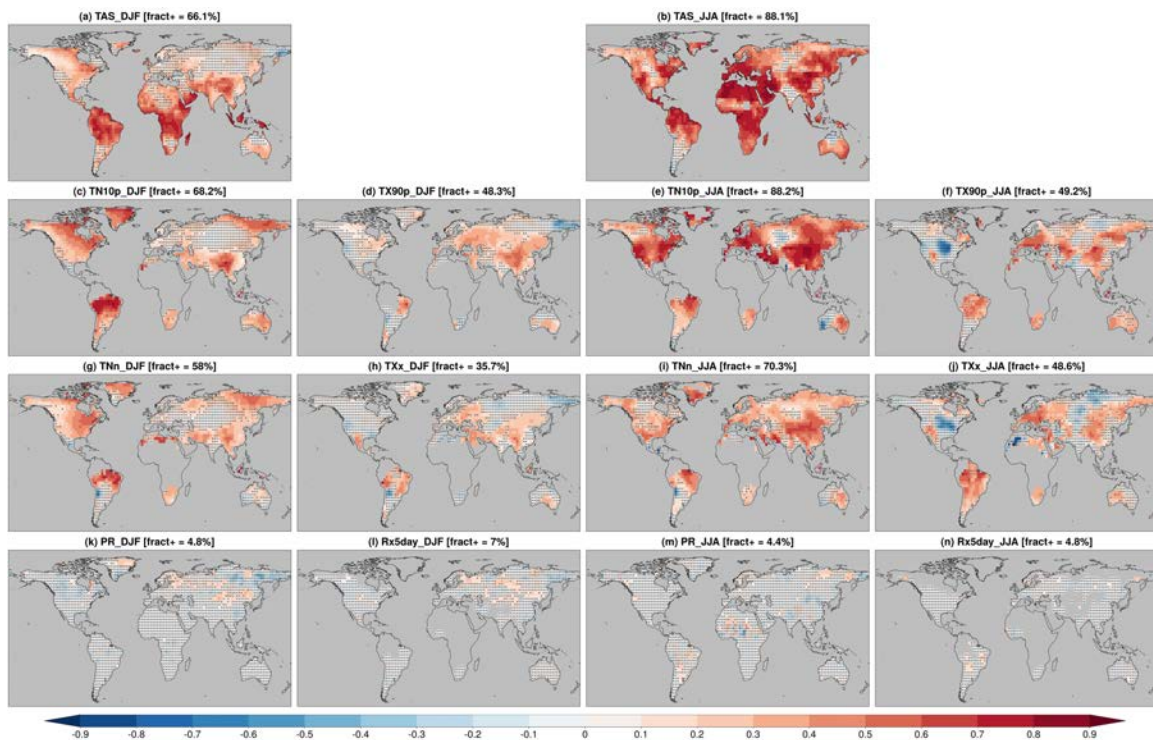 (a) TAS_DJF [fract+ = 66.1%]
(b) TAS_JJA [fract+ = 88.1%]
(c) TN10p_DJF [fract+ = 68.2%]
(d) TX90p_DJF [fract+ = 48.3%]
(e) TN10p_JJA [fract+ = 88.2%]
(f) TX90p_JJA [fract+ = 49.2%]
(g) TNn_DJF [fract+ = 58%]
(h) TXx_DJF [fract+ = 35.7%]
(i) TNn_JJA [fract+ = 70.3%]
(j) TXx_JJA [fract+ = 48.6%]
(k) PR_DJF [fract+ = 4.8%]
(l) Rx5day_DJF [fract+ = 7%]
(m) PR_JJA [fract+ = 4.4%]
(n) Rx5day_JJA [fract+ = 4.8%]
-0.9 -0.8 -0.7 -0.6 -0.5 -0.4 -0.3 -0.2 -0.1 0 0.1 0.2 0.3 0.4 0.5 0.6 0.7 0.8 0.9